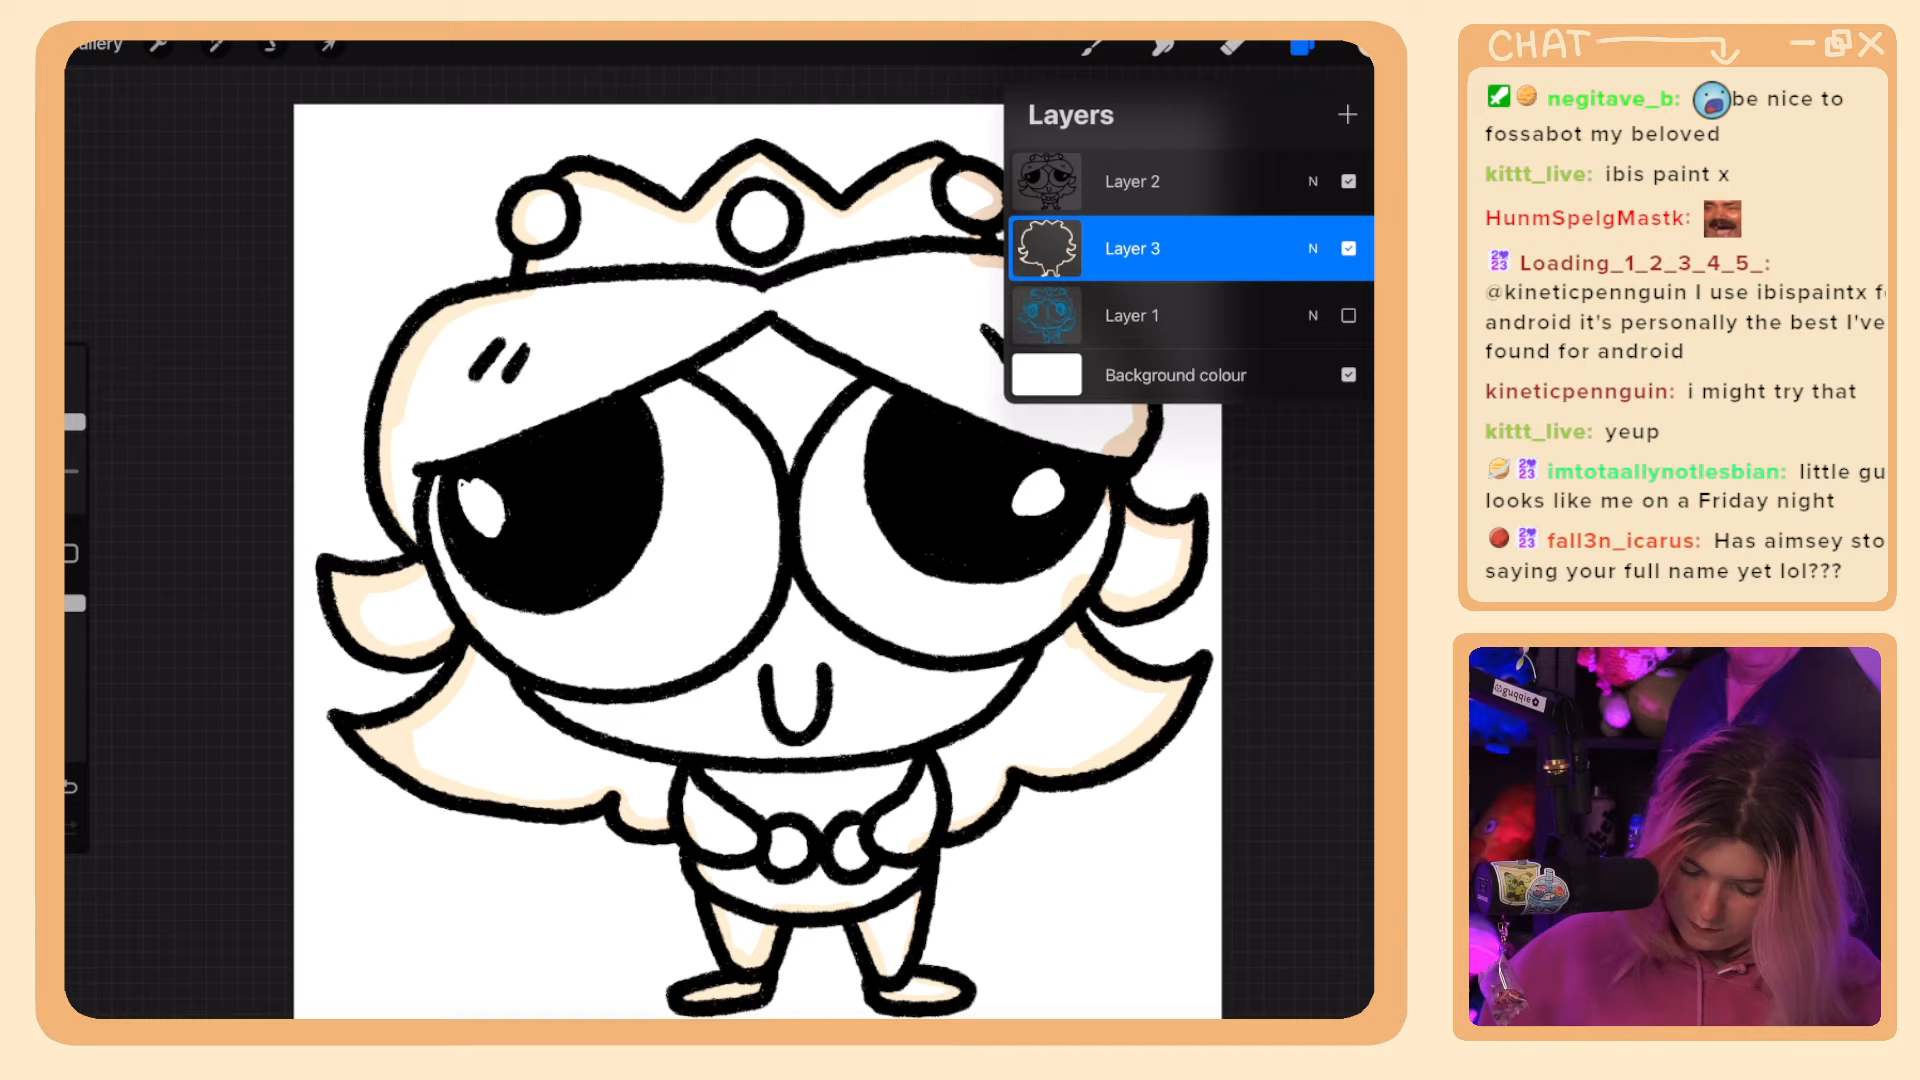 allery
Layers
Layer 2 N
Layer 3 N
Layer 1 N
Background colour
CHAT
negitave_b: be nice to
fossabot my beloved
kittt_live: ibis paint x
HunmSpelgMastk:
Loading_1_2_3_4_5_:
@kineticpennguin I use ibispaintx f
android it's personally the best I've
found for android
kineticpennguin: i might try that
kittt_live: yeup
imtotaallynotlesbian: little gu
looks like me on a Friday night
fall3n_icarus: Has aimsey sto
saying your full name yet lol???
@guqqie